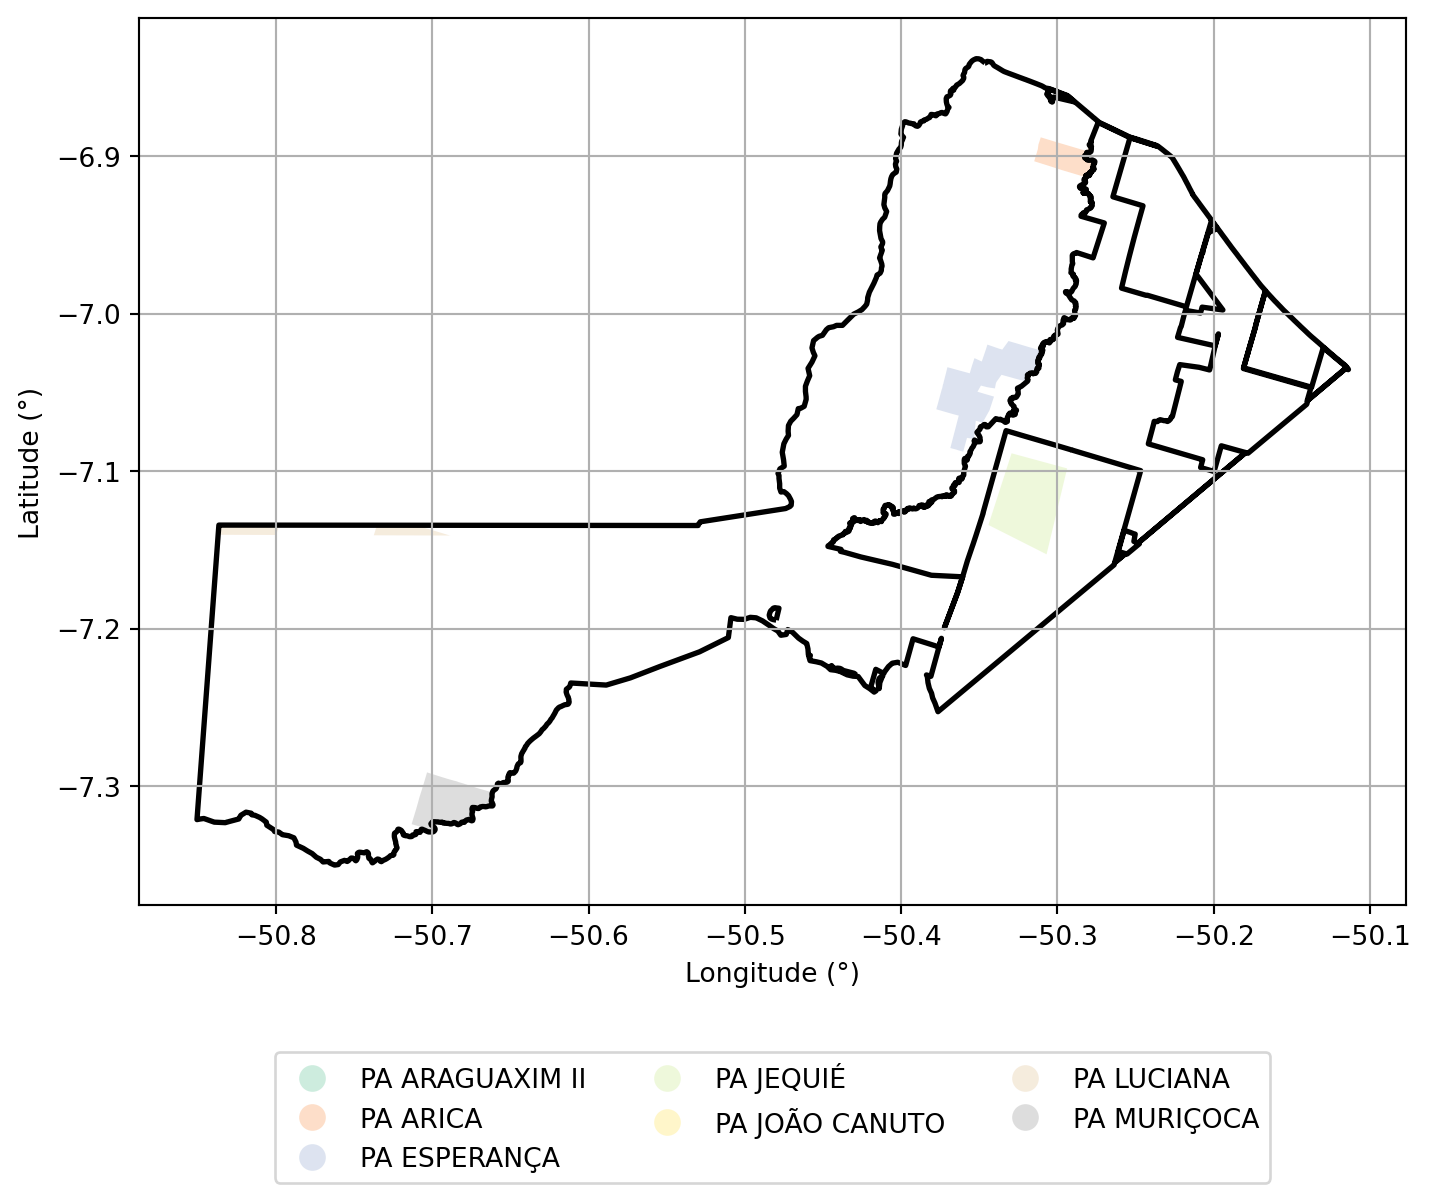 −6.9
−7.0
−7.1
−7.2
−7.3
Latitude (°)
−50.8 −50.7 −50.6 −50.5 −50.4 −50.3 −50.2 −50.1
Longitude (°)
PA ARAGUAXIM II
PA ARICA
PA ESPERANÇA
PA JEQUIÉ
PA JOÃO CANUTO
PA LUCIANA
PA MURIÇOCA